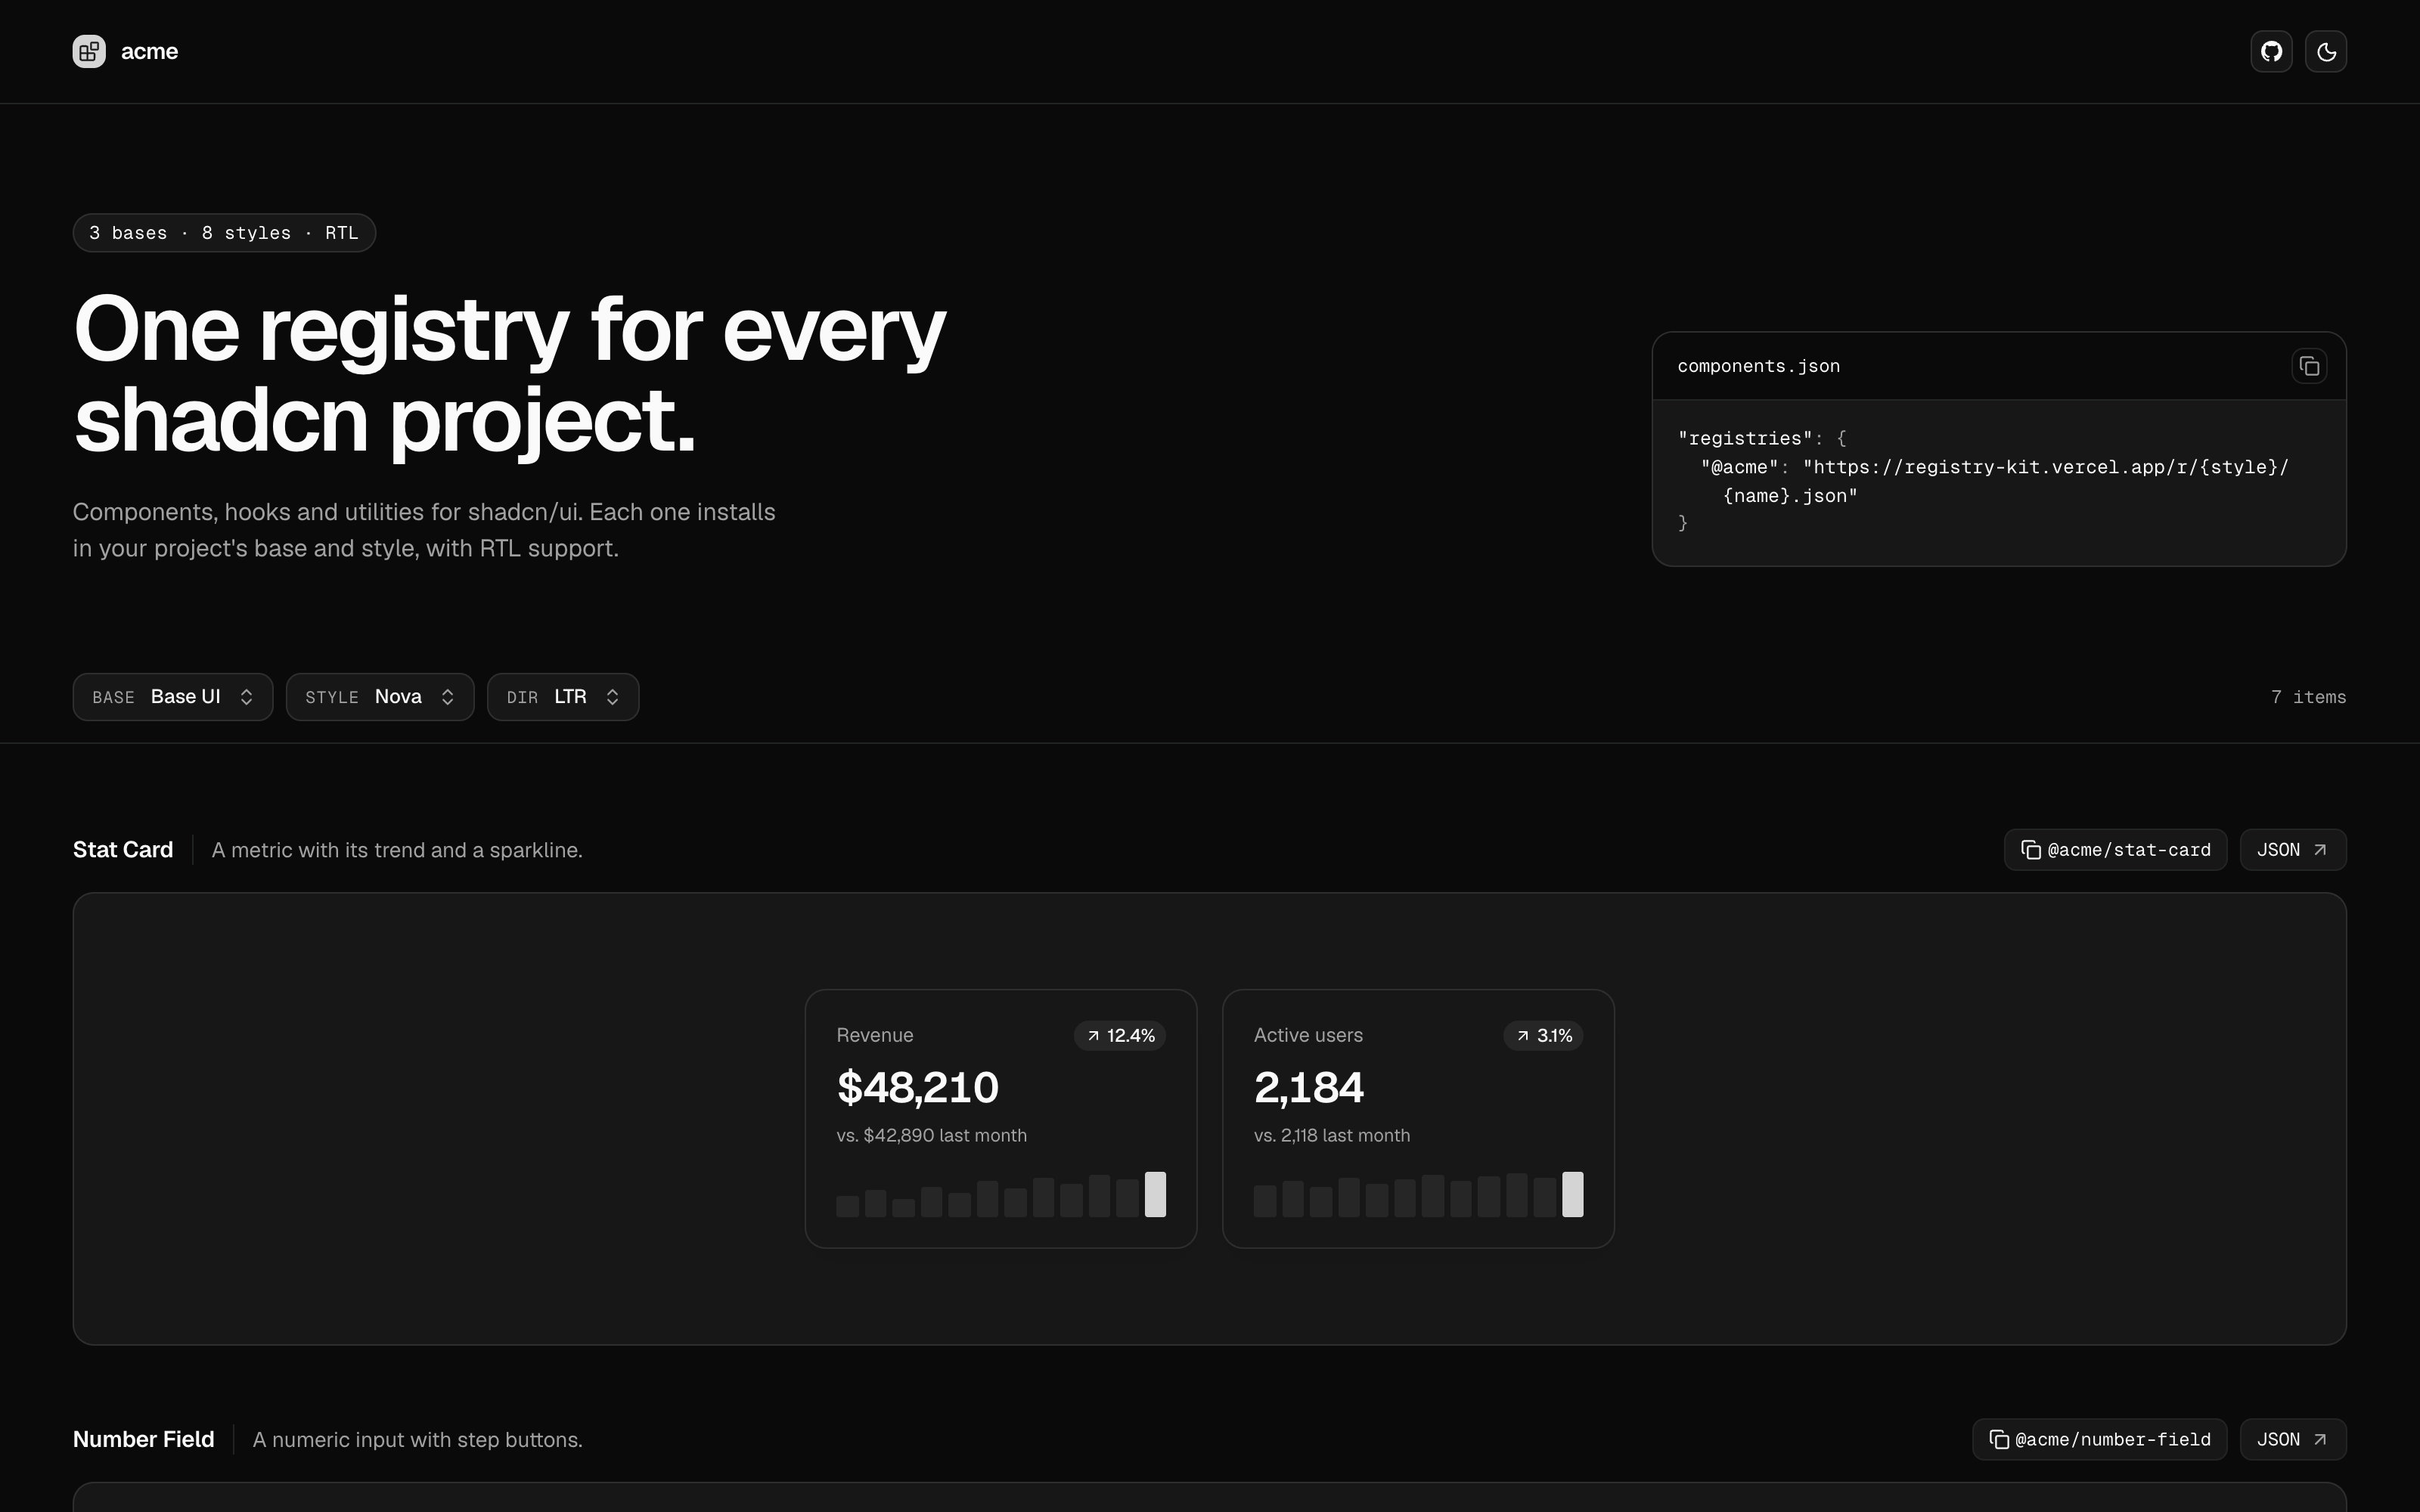 acme
3 bases · 8 styles · RTL
One registry for every
shadcn project.
Components, hooks and utilities for shadcn/ui. Each one installs
in your project's base and style, with RTL support.
components.json
"registries": {
"@acme": "https://registry-kit.vercel.app/r/{style}/
{name}.json"
}
BASE Base UI STYLE Nova DIR LTR 7 items
Stat Card A metric with its trend and a sparkline. @acme/stat-card JSON
Revenue 12.4%
$48,210
vs. $42,890 last month
Active users 3.1%
2,184
vs. 2,118 last month
Number Field A numeric input with step buttons. @acme/number-field JSON